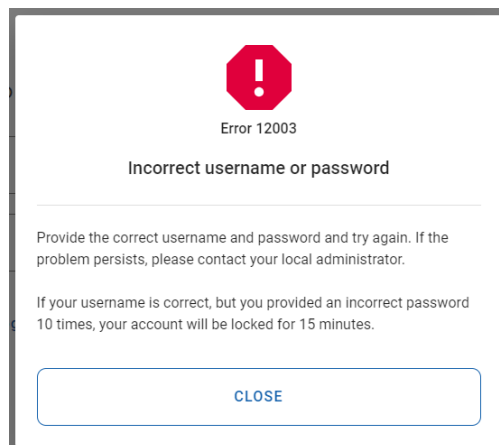 Error 12003
Incorrect username or password
Provide the correct username and password and try again. If the
problem persists, please contact your local administrator.
If your username is correct, but you provided an incorrect password
10 times, your account will be locked for 15 minutes.
CLOSE